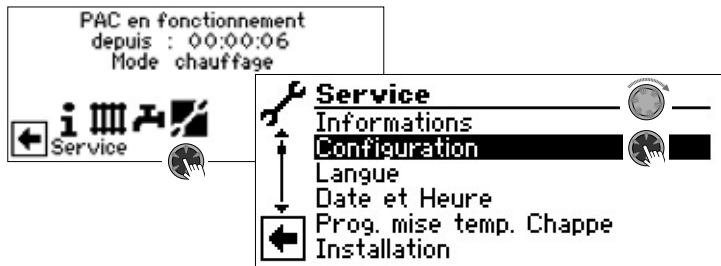 PAC en fonctionnement
depuis : 00:00:06
Mode chauffage
Service
Service
Informations
Configuration
Langue
Date et Heure
Prog. mise temp. Chappe
Installation